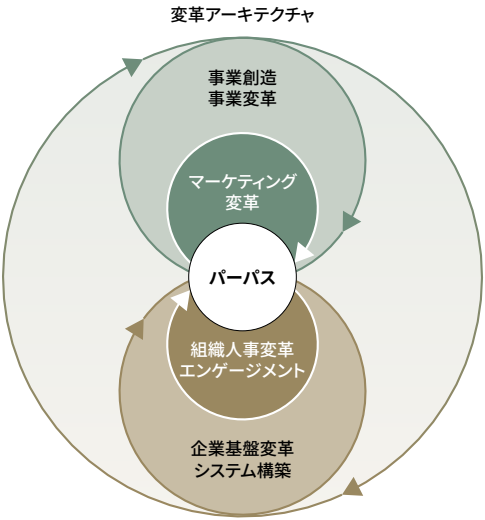 変革アーキテクチャ
事業創造
事業変革
マーケティング
変革
パーパス
組織人事変革
エンゲージメント
企業基盤変革
システム構築